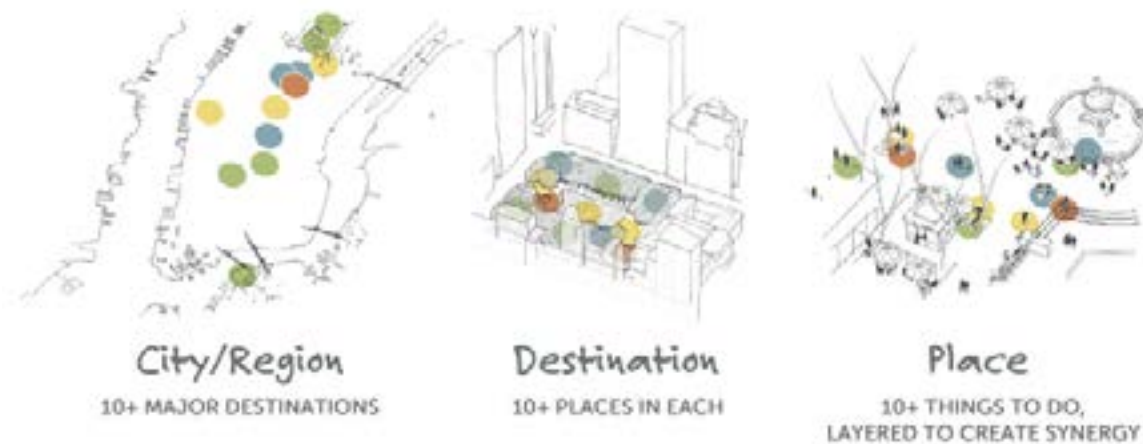 City/Region
10+ MAJOR DESTINATIONS
Destination
10+ PLACES IN EACH
Place
10+ THINGS TO DO,
LAYERED TO CREATE SYNERGY